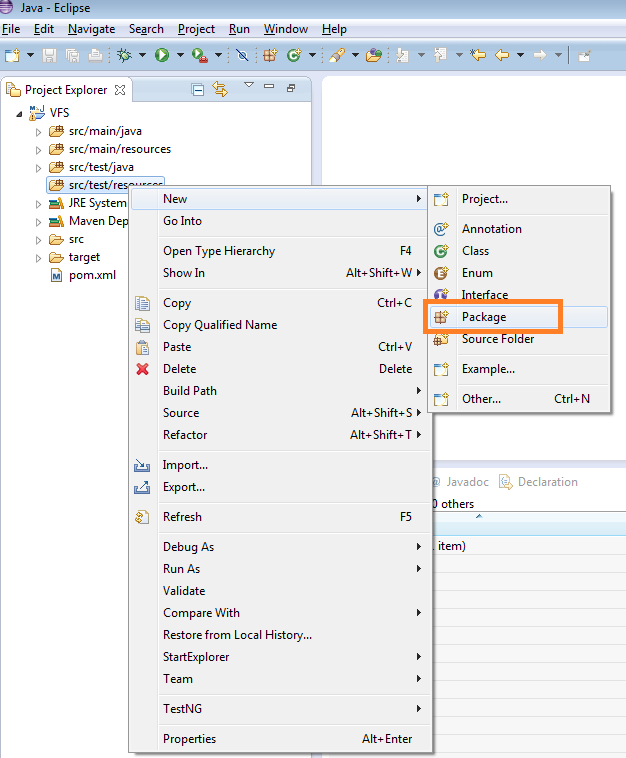 Java - Eclipse
File Edit Navigate Search Project Run Window Help
Project Explorer
VFS
src/main/java
src/main/resources
src/test/java
src/test/resources
JRE System
Maven Dep
src
target
pom.xml
New
Go Into
Open Type Hierarchy F4
Show In Alt+Shift+W
Copy Ctrl+C
Copy Qualified Name
Paste Ctrl+V
Delete Delete
Build Path
Source Alt+Shift+S
Refactor Alt+Shift+T
Import...
Export...
Refresh F5
Debug As
Run As
Validate
Compare With
Restore from Local History...
StartExplorer
Team
TestNG
Properties Alt+Enter
Project...
Annotation
Class
Enum
Interface
Package
Source Folder
Example...
Other... Ctrl+N
@ Javadoc Declaration
0 others
item)